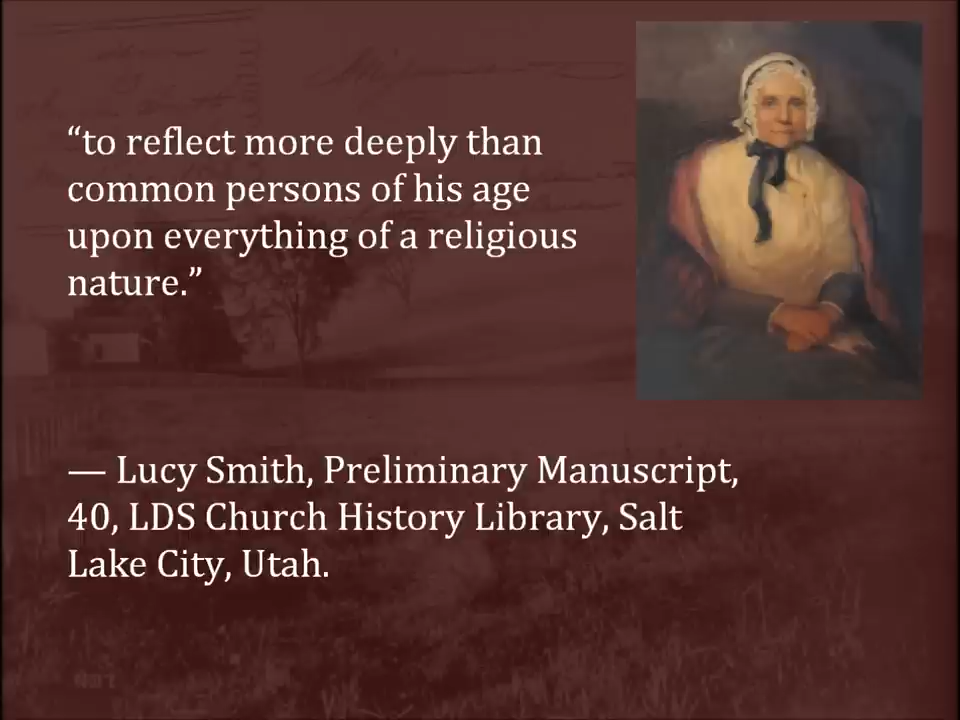 “to reflect more deeply than
common persons of his age
upon everything of a religious
nature.”
— Lucy Smith, Preliminary Manuscript,
40, LDS Church History Library, Salt
Lake City, Utah.